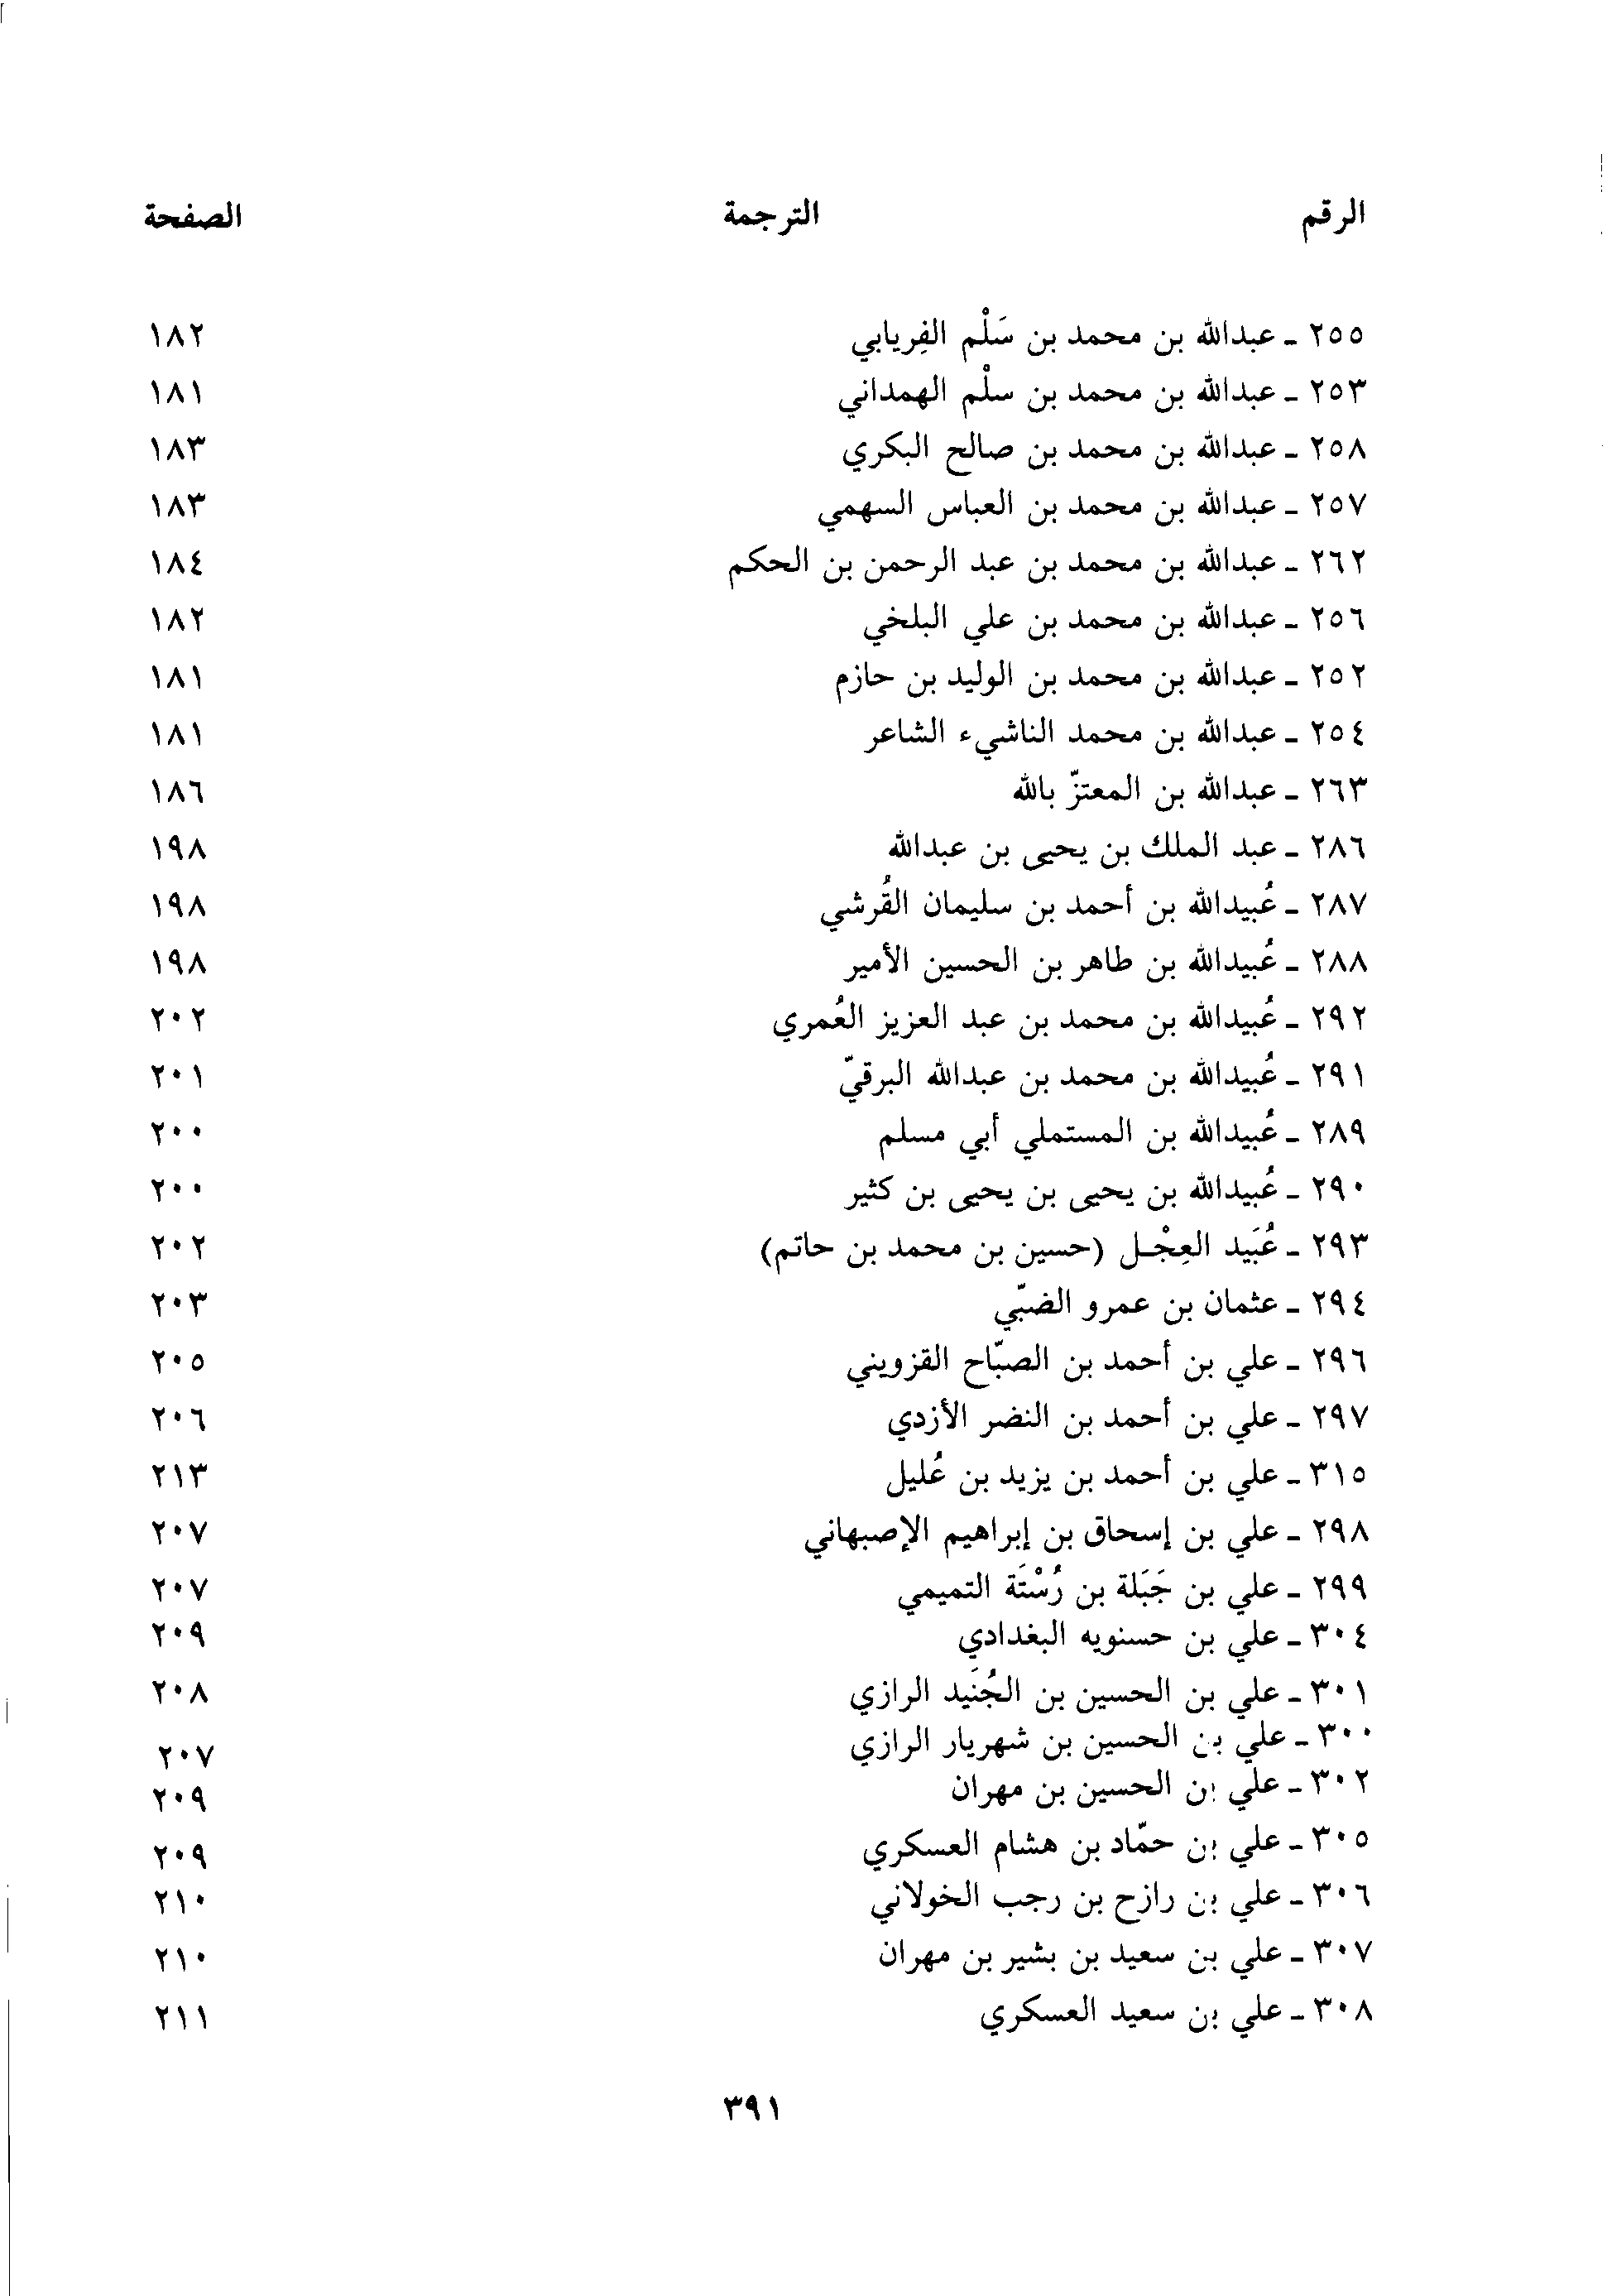 الرقم الترجمة الصفحة
٢٥٥ - عبدالله بن محمد بن سَلْم الفِريابي ١٨٢
٢٥٣ - عبدالله بن محمد بن سلْم الهمداني ١٨١
٢٥٨ - عبدالله بن محمد بن صالح البكري ١٨٣
٢٥٧ - عبدالله بن محمد بن العباس السهمي ١٨٣
٢٦٢ - عبدالله بن محمد بن عبد الرحمن بن الحكم ١٨٤
٢٥٦ - عبدالله بن محمد بن علي البلخي ١٨٢
٢٥٢ - عبدالله بن محمد بن الوليد بن حازم ١٨١
٢٥٤ - عبدالله بن محمد الناشيء الشاعر ١٨١
٢٦٣ - عبدالله بن المعتزّ بالله ١٨٦
٢٨٦ - عبد الملك بن يحيى بن عبدالله ١٩٨
٢٨٧ - عُبيدالله بن أحمد بن سليمان القُرشي ١٩٨
٢٨٨ - عُبيدالله بن طاهر بن الحسين الأمير ١٩٨
٢٩٢ - عُبيدالله بن محمد بن عبد العزيز العُمري ٢٠٢
٢٩١ - عُبيدالله بن محمد بن عبدالله البرقيّ ٢٠١
٢٨٩ - عُبيدالله بن المستملي أبي مسلم ٢٠٠
٢٩٠ - عُبيدالله بن يحيى بن يحيى بن كثير ٢٠٠
٢٩٣ - عُبَيد العِجْـل (حسين بن محمد بن حاتم) ٢٠٢
٢٩٤ - عثمان بن عمرو الضبّي ٢٠٣
٢٩٦ - علي بن أحمد بن الصبّاح القزويني ٢٠٥
٢٩٧ - علي بن أحمد بن النضر الأزدي ٢٠٦
٣١٥ - علي بن أحمد بن يزيد بن عُليل ٢١٣
٢٩٨ - علي بن إسحاق بن إبراهيم الإصبهاني ٢٠٧
٢٩٩ - علي بن جَبَلة بن رُسْتَة التميمي ٢٠٧
٣٠٤ - علي بن حسنويه البغدادي ٢٠٩
٣٠١ - علي بن الحسين بن الجُنَيد الرازي ٢٠٨
٣٠٠ - علي بن الحسين بن شهريار الرازي ٢٠٧
٣٠٢ - علي بن الحسين بن مهران ٢٠٩
٣٠٥ - علي بن حمّاد بن هشام العسكري ٢٠٩
٣٠٦ - علي بن رازح بن رجب الخولاني ٢١٠
٣٠٧ - علي بن سعيد بن بشير بن مهران ٢١٠
٣٠٨ - علي بن سعيد العسكري ٢١١
٣٩١